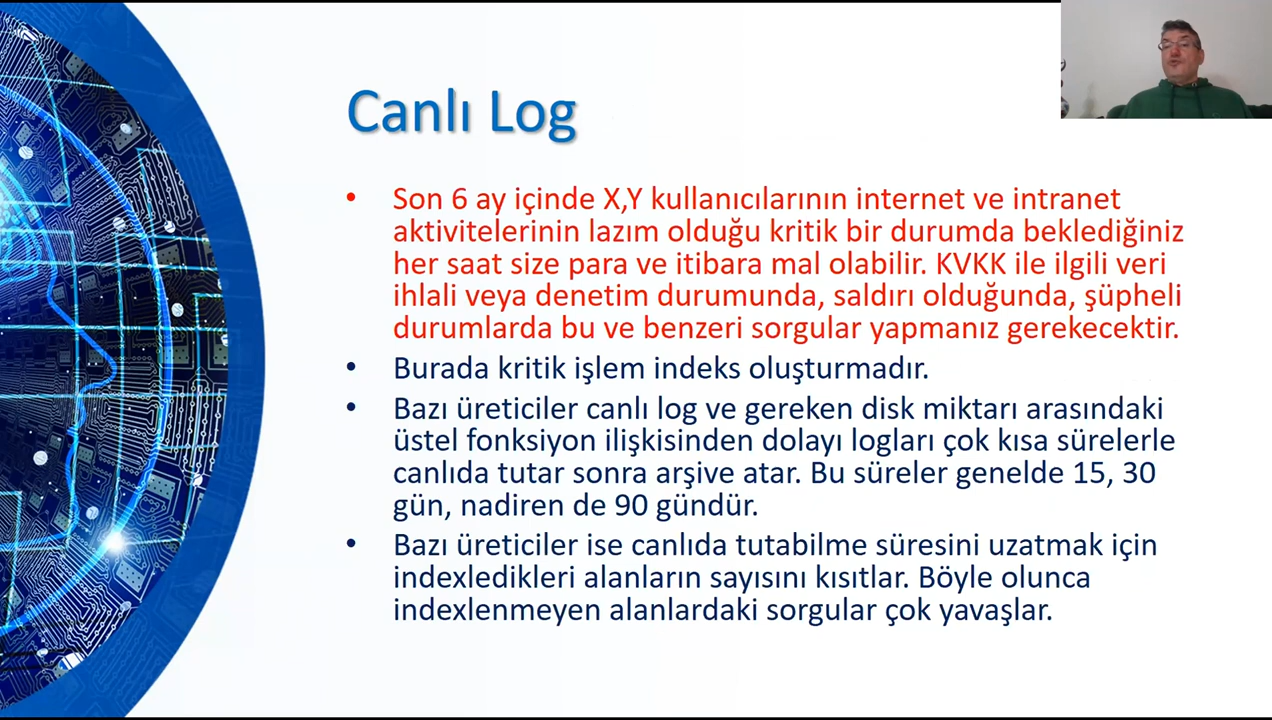 Canlı Log
• Son 6 ay içinde X,Y kullanıcılarının internet ve intranet
aktivitelerinin lazım olduğu kritik bir durumda beklediğiniz
her saat size para ve itibara mal olabilir. KVKK ile ilgili veri
ihlali veya denetim durumunda, saldırı olduğunda, şüpheli
durumlarda bu ve benzeri sorgular yapmanız gerekecektir.
• Burada kritik işlem indeks oluşturmadır.
• Bazı üreticiler canlı log ve gereken disk miktarı arasındaki
üstel fonksiyon ilişkisinden dolayı logları çok kısa sürelerle
canlıda tutar sonra arşive atar. Bu süreler genelde 15, 30
gün, nadiren de 90 gündür.
• Bazı üreticiler ise canlıda tutabilme süresini uzatmak için
indexledikleri alanların sayısını kısıtlar. Böyle olunca
indexlenmeyen alanlardaki sorgular çok yavaşlar.